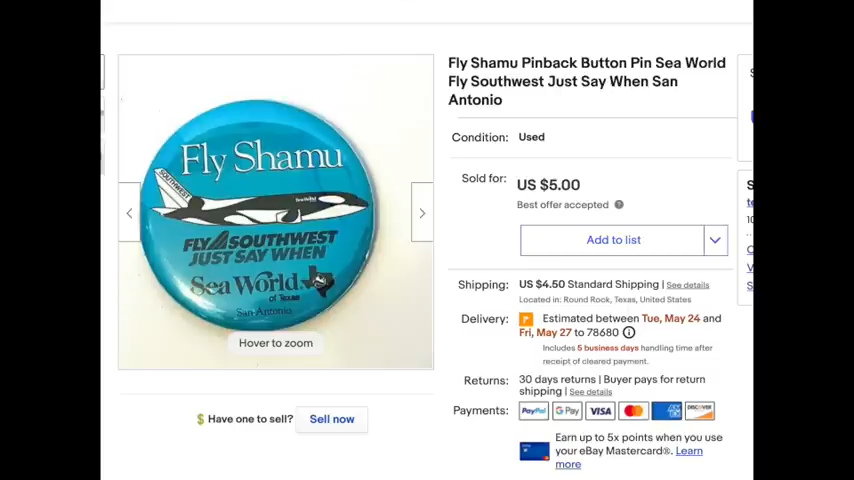 Fly Shamu Pinback Button Pin Sea World
Fly Southwest Just Say When San
Antonio
Condition: Used
Sold for: US $5.00
Best offer accepted
Add to list
Shipping: US $4.50 Standard Shipping | See details
Located in: Round Rock, Texas, United States
Delivery: Estimated between Tue, May 24 and
Fri, May 27 to 78680
Includes 5 business days handling time after
receipt of cleared payment.
Returns: 30 days returns | Buyer pays for return
shipping | See details
Payments: PayPal G Pay VISA MasterCard DISCOVER
Earn up to 5x points when you use
your eBay Mastercard®. Learn
more
Fly Shamu
SOUTHWEST
FLY SOUTHWEST
JUST SAY WHEN
Sea World
of Texas
San Antonio
Hover to zoom
Have one to sell? Sell now